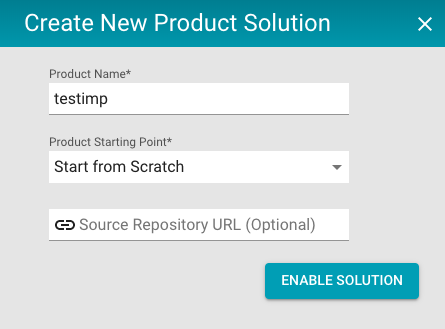 Create New Product Solution
Product Name*
testimp
Product Starting Point*
Start from Scratch
Source Repository URL (Optional)
ENABLE SOLUTION